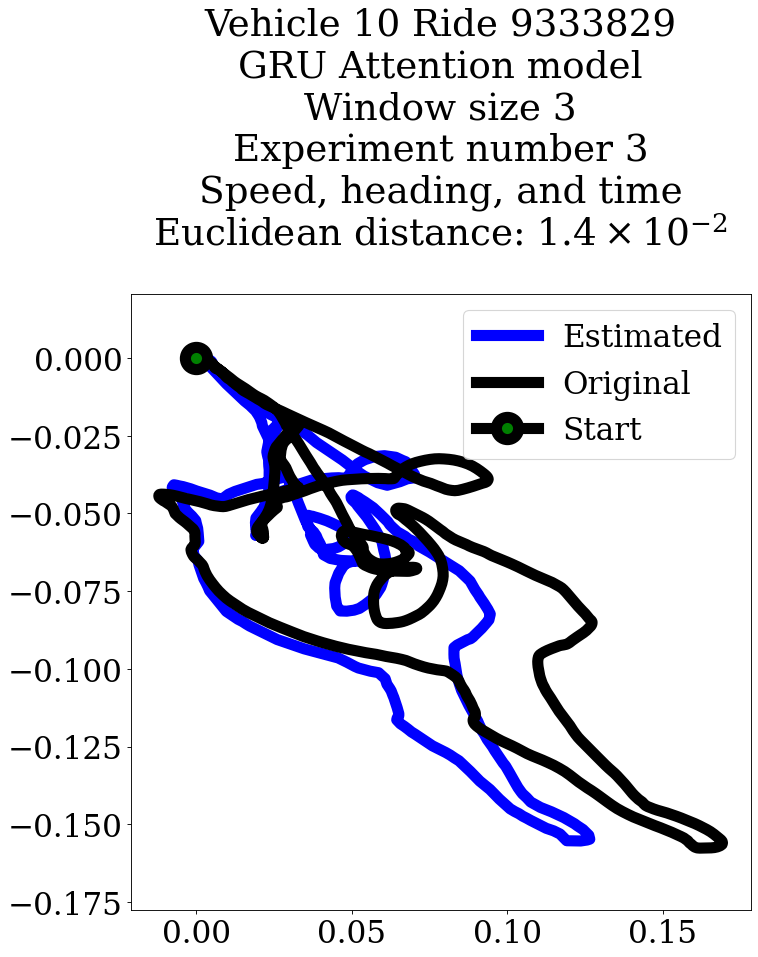 Vehicle 10 Ride 9333829
GRU Attention model
Window size 3
Experiment number 3
Speed, heading, and time
Euclidean distance: 1.4 × 10⁻²
Estimated
Original
Start
0.000
−0.025
−0.050
−0.075
−0.100
−0.125
−0.150
−0.175
0.00 0.05 0.10 0.15